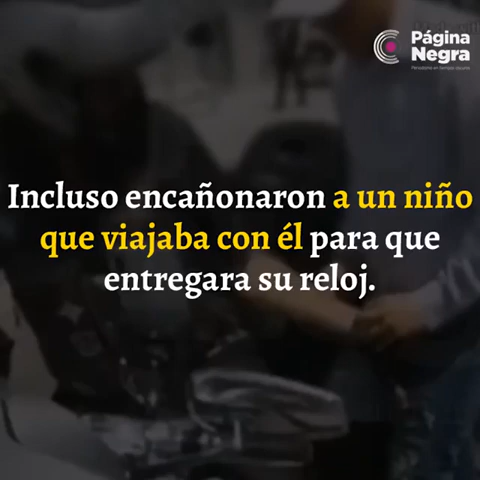 Página
Negra
Incluso encañonaron a un niño
que viajaba con él para que
entregara su reloj.